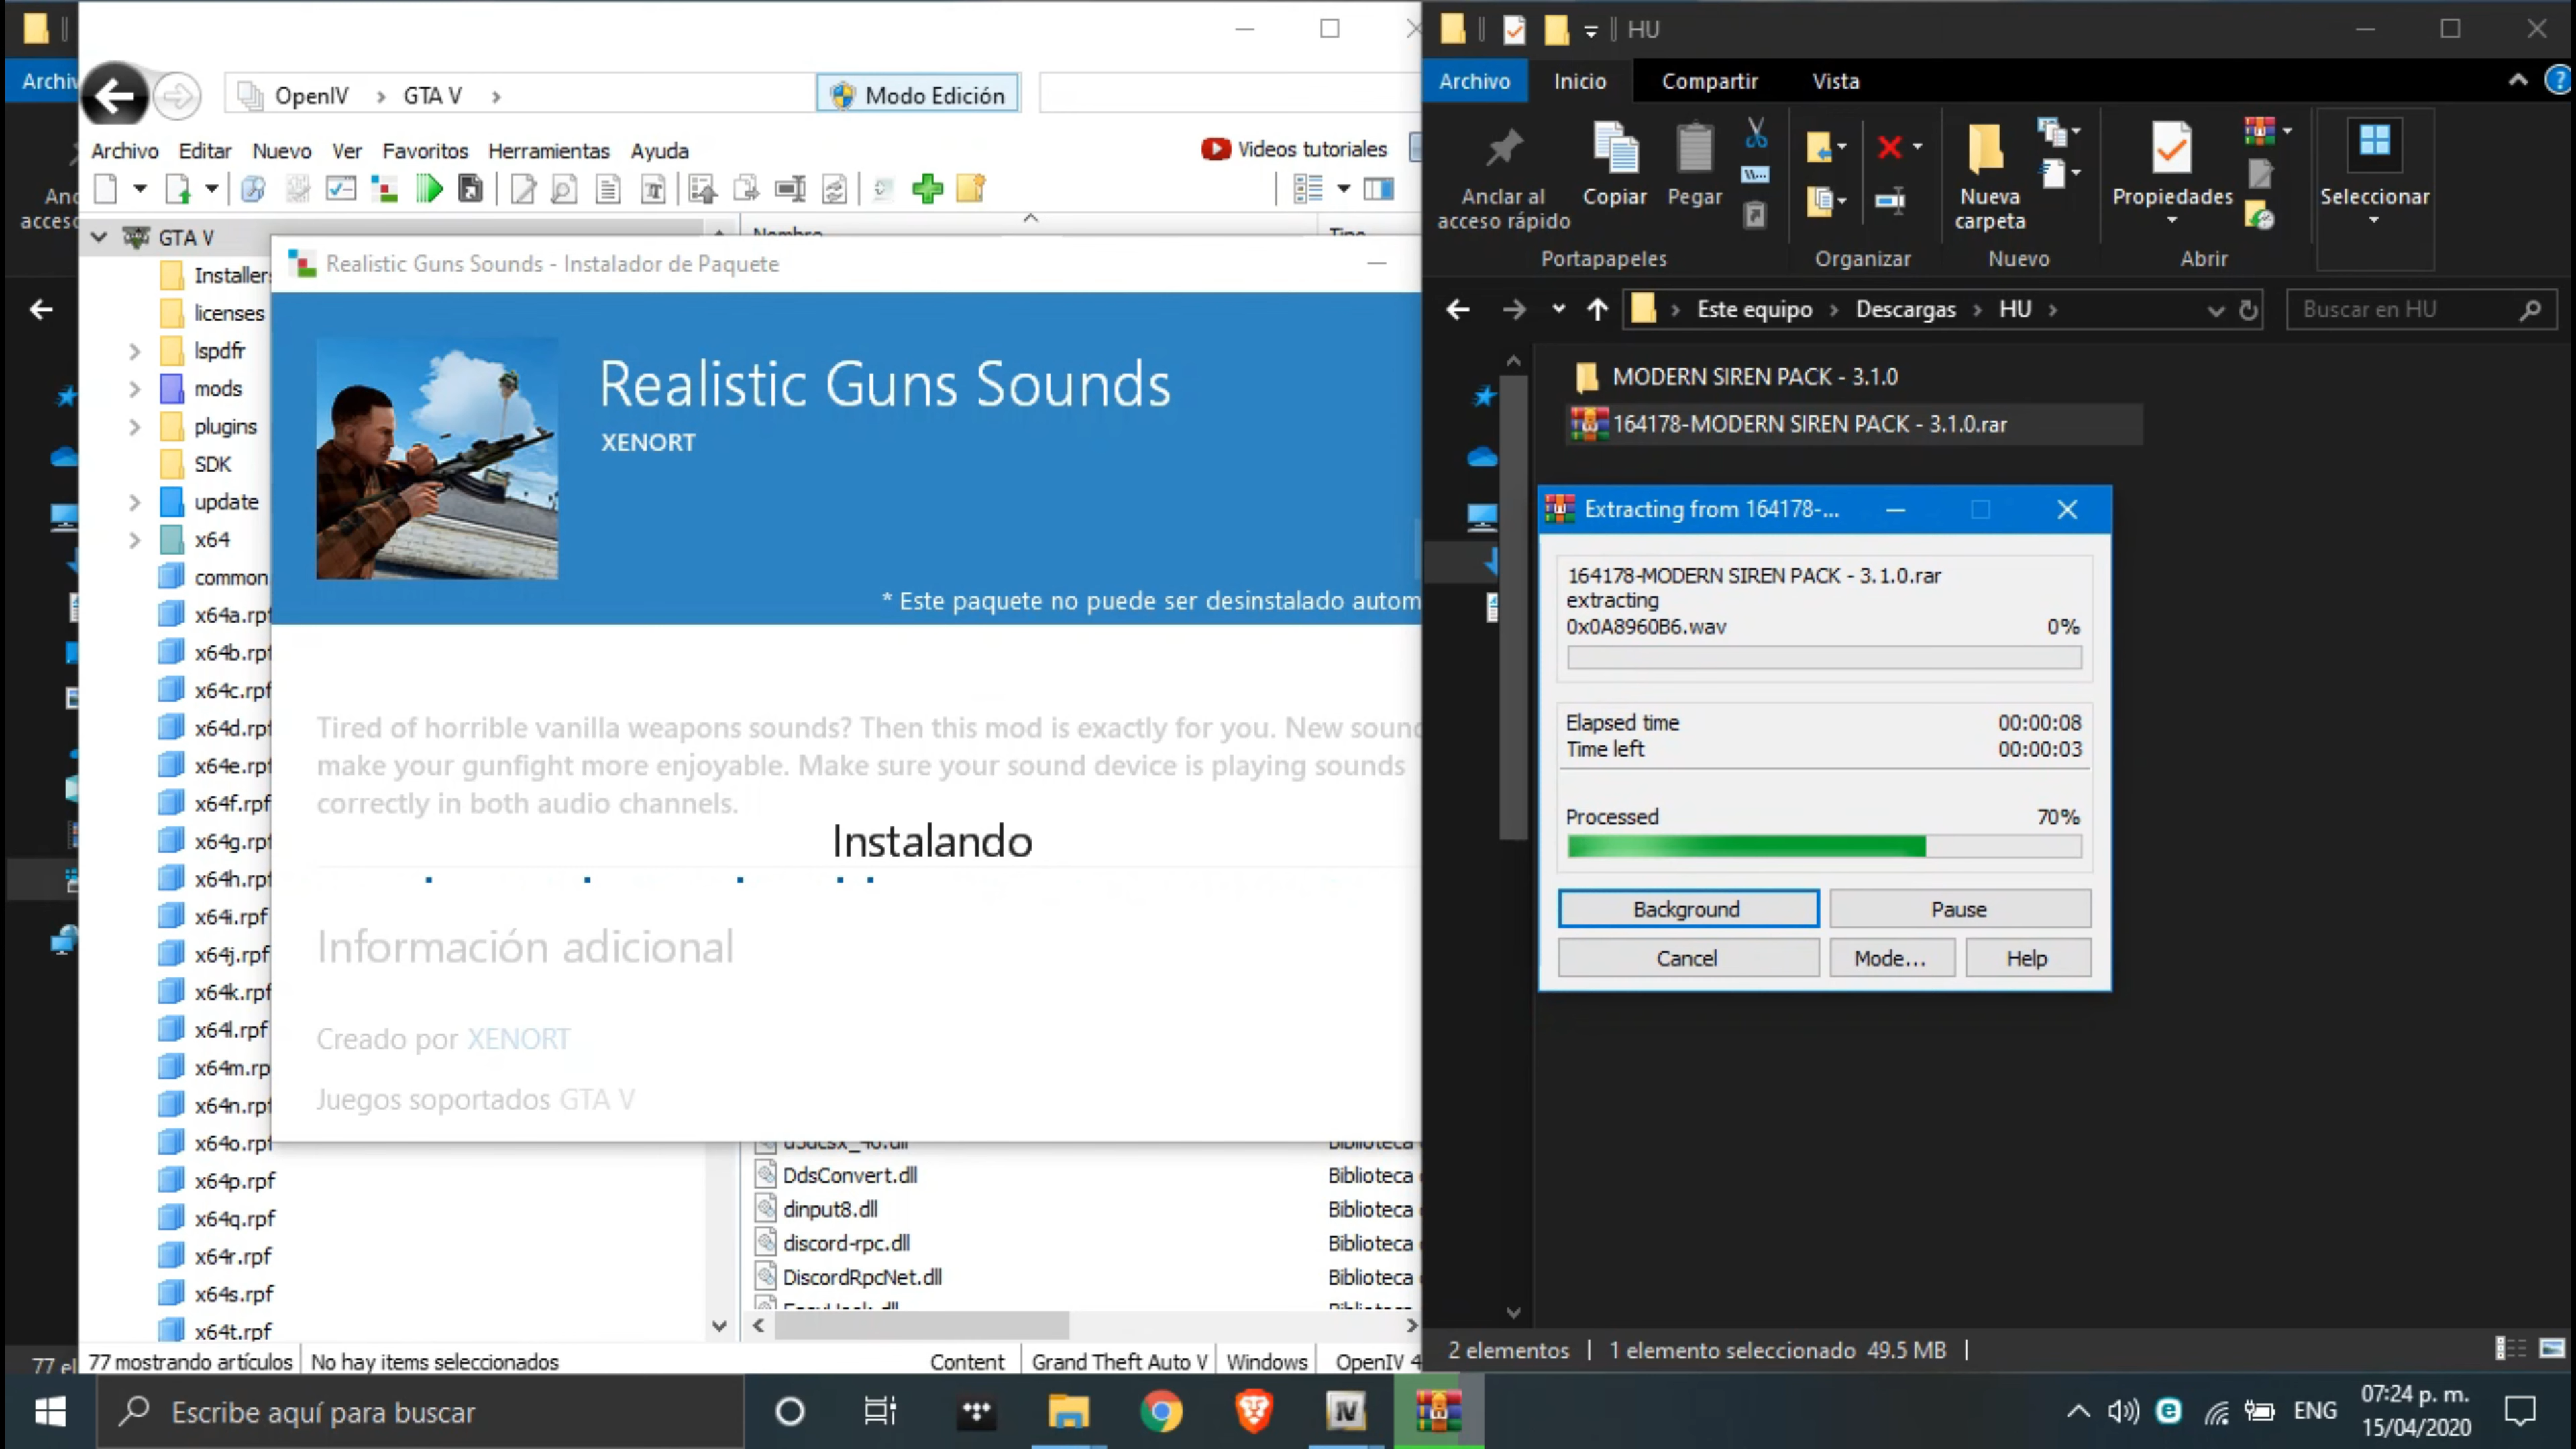 Archiv
Anc
acceso
77 el
OpenIV
GTA V
Modo Edición
Archivo Editar Nuevo Ver Favoritos Herramientas Ayuda
Videos tutoriales
GTA V
Installers
licenses
lspdfr
mods
plugins
SDK
update
x64
common
x64a.rpf
x64b.rpf
x64c.rpf
x64d.rpf
x64e.rpf
x64f.rpf
x64g.rpf
x64h.rpf
x64i.rpf
x64j.rpf
x64k.rpf
x64l.rpf
x64m.rp
x64n.rpf
x64o.rpf
x64p.rpf
x64q.rpf
x64r.rpf
x64s.rpf
x64t.rpf
Nombre Tipo
Realistic Guns Sounds - Instalador de Paquete
Realistic Guns Sounds
XENORT
* Este paquete no puede ser desinstalado autom
Tired of horrible vanilla weapons sounds? Then this mod is exactly for you. New sound
make your gunfight more enjoyable. Make sure your sound device is playing sounds
correctly in both audio channels.
Instalando
Información adicional
Creado por XENORT
Juegos soportados GTA V
Biblioteca
DdsConvert.dll Biblioteca
dinput8.dll Biblioteca
discord-rpc.dll Biblioteca
DiscordRpcNet.dll Biblioteca
77 mostrando artículos No hay items seleccionados Content Grand Theft Auto V Windows OpenIV 4
HU
Archivo Inicio Compartir Vista
Anclar al
acceso rápido
Copiar
Pegar
Nueva
carpeta
Propiedades
Seleccionar
Portapapeles Organizar Nuevo Abrir
Este equipo Descargas HU
Buscar en HU
MODERN SIREN PACK - 3.1.0
164178-MODERN SIREN PACK - 3.1.0.rar
Extracting from 164178-...
164178-MODERN SIREN PACK - 3.1.0.rar
extracting
0x0A8960B6.wav 0%
Elapsed time 00:00:08
Time left 00:00:03
Processed 70%
Background Pause
Cancel Mode... Help
2 elementos 1 elemento seleccionado 49.5 MB
Escribe aquí para buscar
IV
ENG
07:24 p. m.
15/04/2020